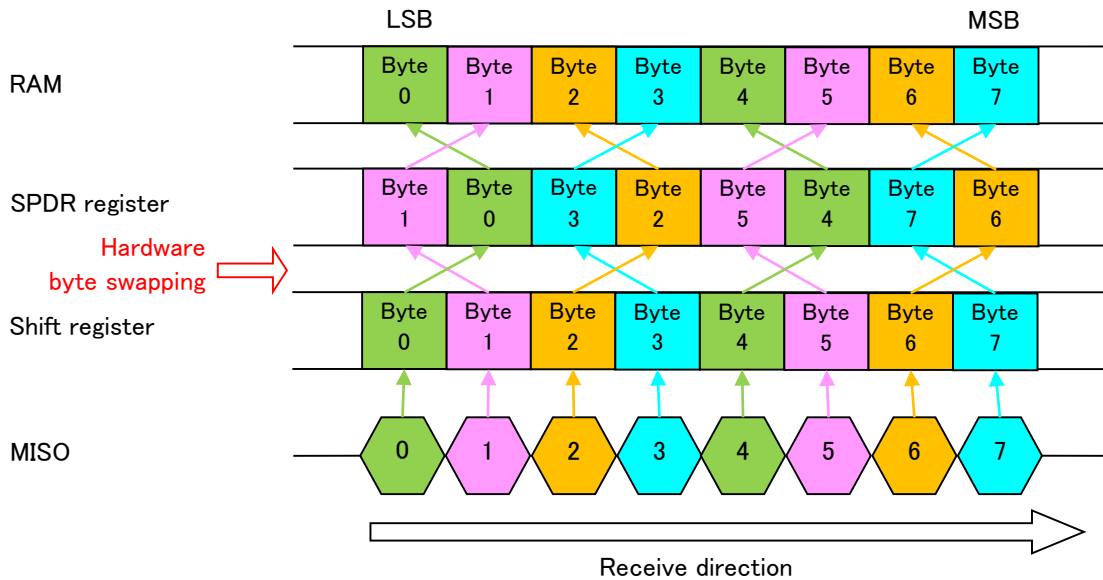 LSB MSB
RAM
Byte Byte Byte Byte Byte Byte Byte Byte
0 1 2 3 4 5 6 7
SPDR register
Byte Byte Byte Byte Byte Byte Byte Byte
1 0 3 2 5 4 7 6
Hardware
byte swapping
Shift register
Byte Byte Byte Byte Byte Byte Byte Byte
0 1 2 3 4 5 6 7
MISO
0 1 2 3 4 5 6 7
Receive direction